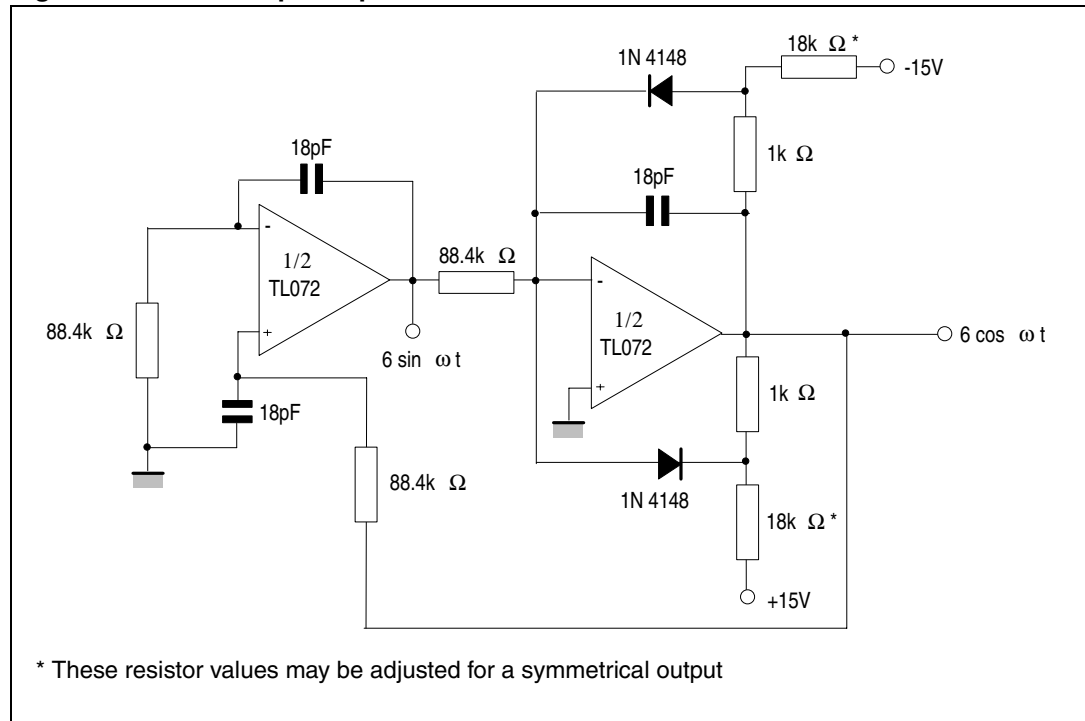 18k Ω *
1N 4148
-15V
18pF
1k Ω
18pF
88.4k Ω
-
1/2
TL072
-
1/2
TL072
88.4k Ω
+
6 sin ω t
6 cos ω t
+
1k Ω
18pF
88.4k Ω
1N 4148
18k Ω *
+15V
* These resistor values may be adjusted for a symmetrical output